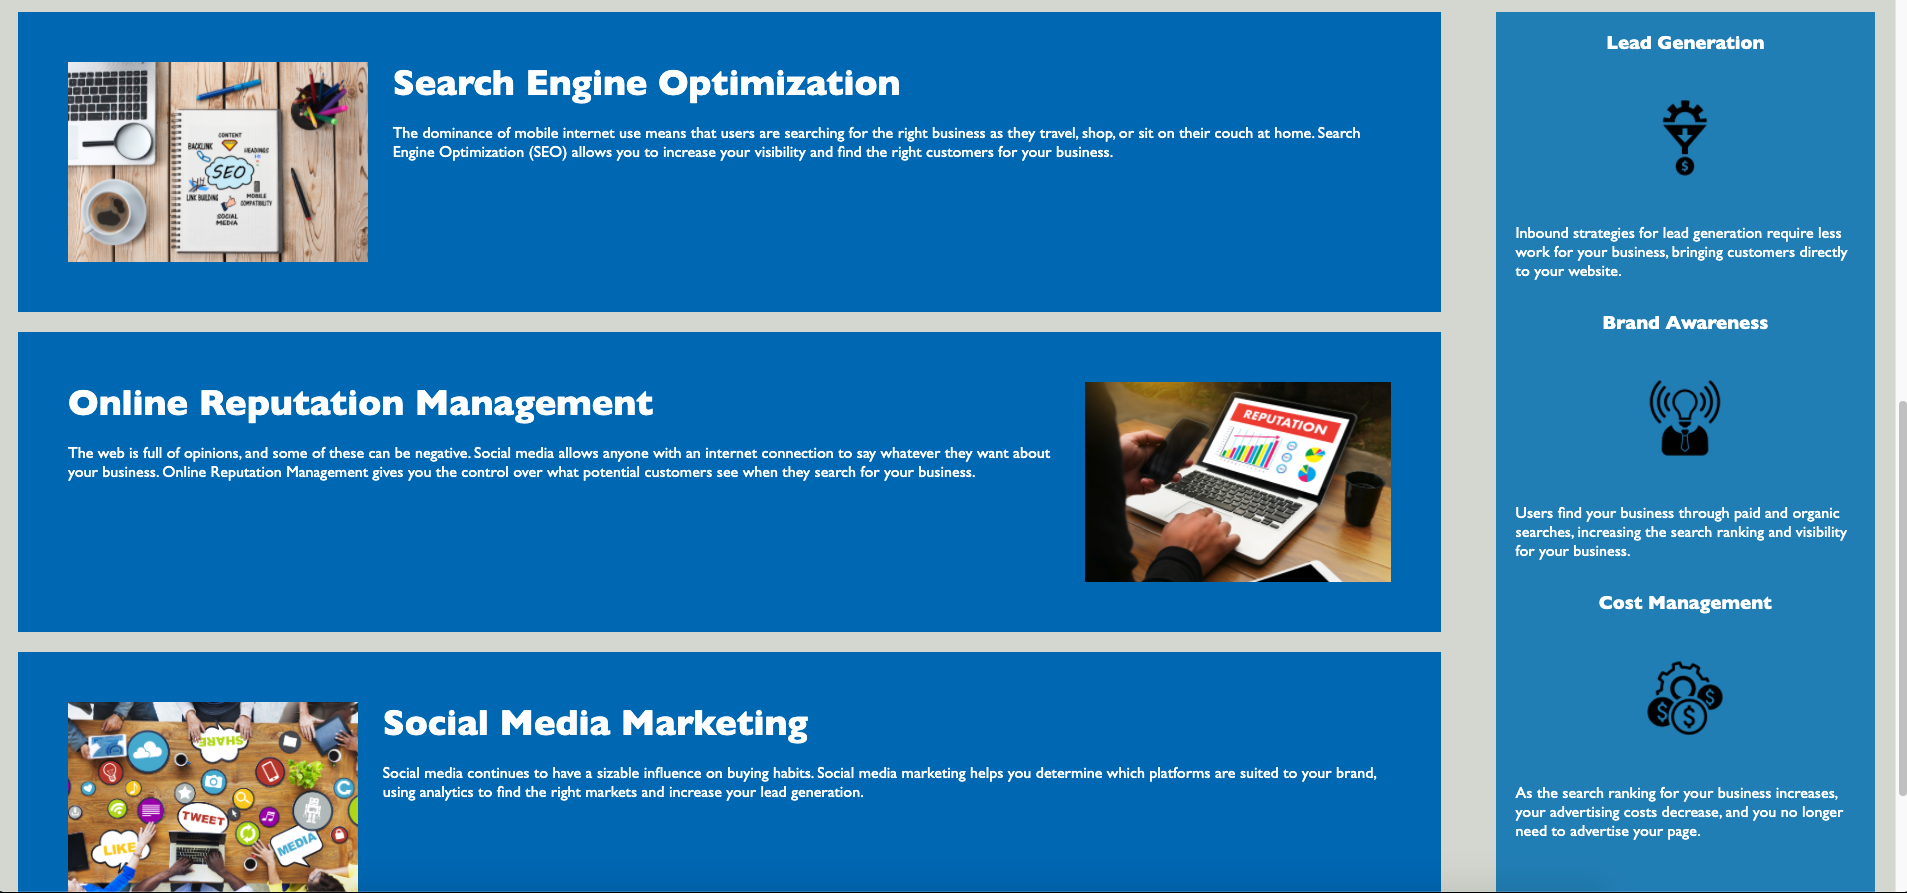 Search Engine Optimization
The dominance of mobile internet use means that users are searching for the right business as they travel, shop, or sit on their couch at home. Search
Engine Optimization (SEO) allows you to increase your visibility and find the right customers for your business.
CONTENT
BACKLINK
HEADINGS
SEO
LINK BUILDING
MOBILE
COMPATIBILITY
SOCIAL
MEDIA
Online Reputation Management
The web is full of opinions, and some of these can be negative. Social media allows anyone with an internet connection to say whatever they want about
your business. Online Reputation Management gives you the control over what potential customers see when they search for your business.
REPUTATION
Social Media Marketing
Social media continues to have a sizable influence on buying habits. Social media marketing helps you determine which platforms are suited to your brand,
using analytics to find the right markets and increase your lead generation.
SHARE
TWEET
LIKE
MEDIA
Lead Generation
$
Inbound strategies for lead generation require less
work for your business, bringing customers directly
to your website.
Brand Awareness
Users find your business through paid and organic
searches, increasing the search ranking and visibility
for your business.
Cost Management
$
$
$
As the search ranking for your business increases,
your advertising costs decrease, and you no longer
need to advertise your page.